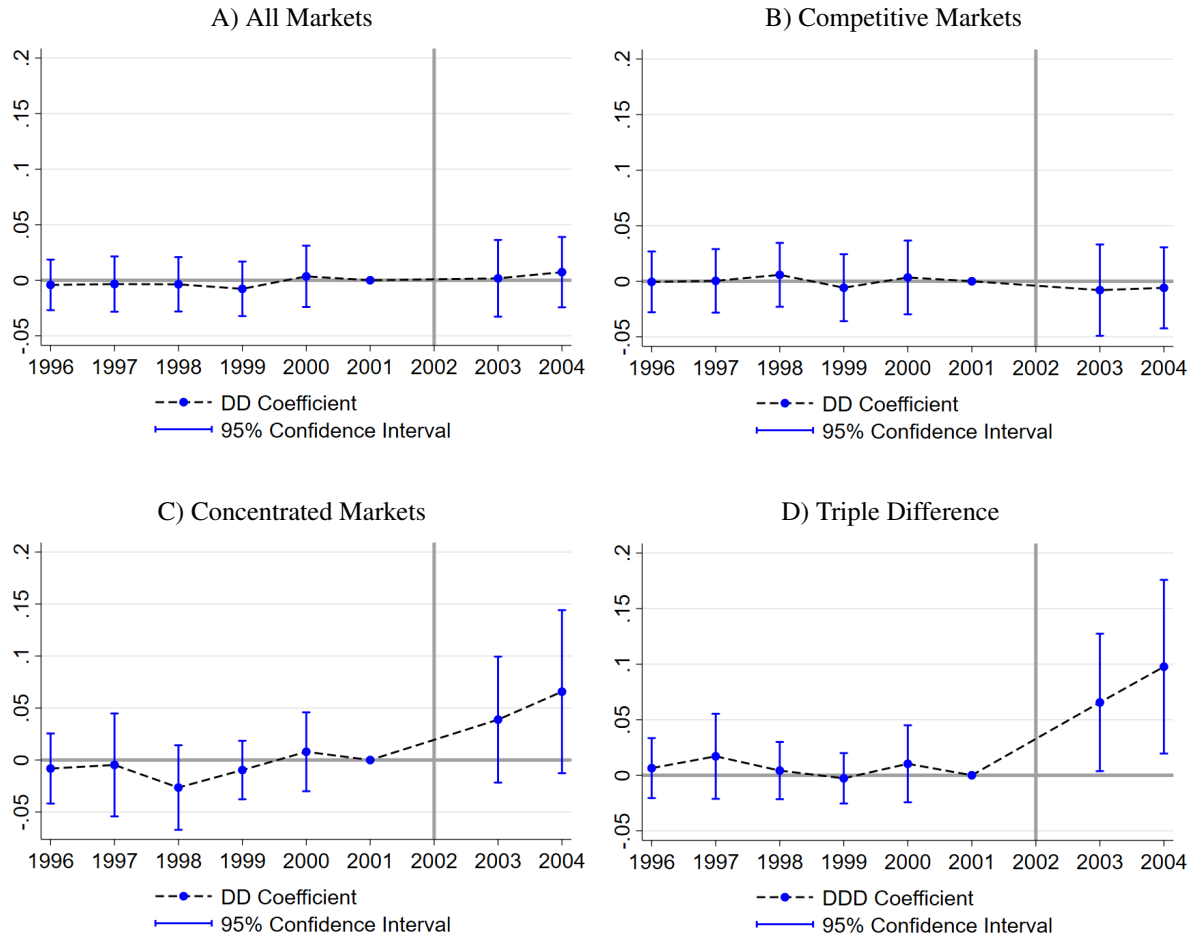 A) All Markets
.2
.15
.1
.05
0
-.05
1996 1997 1998 1999 2000 2001 2002 2003 2004
DD Coefficient
95% Confidence Interval
B) Competitive Markets
.2
.15
.1
.05
0
-.05
1996 1997 1998 1999 2000 2001 2002 2003 2004
DD Coefficient
95% Confidence Interval
C) Concentrated Markets
.2
.15
.1
.05
0
-.05
1996 1997 1998 1999 2000 2001 2002 2003 2004
DD Coefficient
95% Confidence Interval
D) Triple Difference
.2
.15
.1
.05
0
-.05
1996 1997 1998 1999 2000 2001 2002 2003 2004
DDD Coefficient
95% Confidence Interval